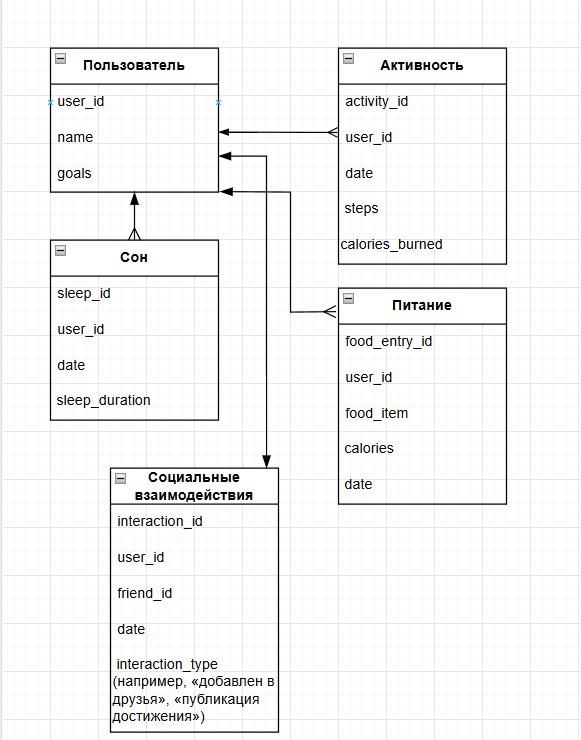 Пользователь
user_id
name
goals
Активность
activity_id
user_id
date
steps
calories_burned
Сон
sleep_id
user_id
date
sleep_duration
Питание
food_entry_id
user_id
food_item
calories
date
Социальные
взаимодействия
interaction_id
user_id
friend_id
date
interaction_type
(например, «добавлен в
друзья», «публикация
достижения»)